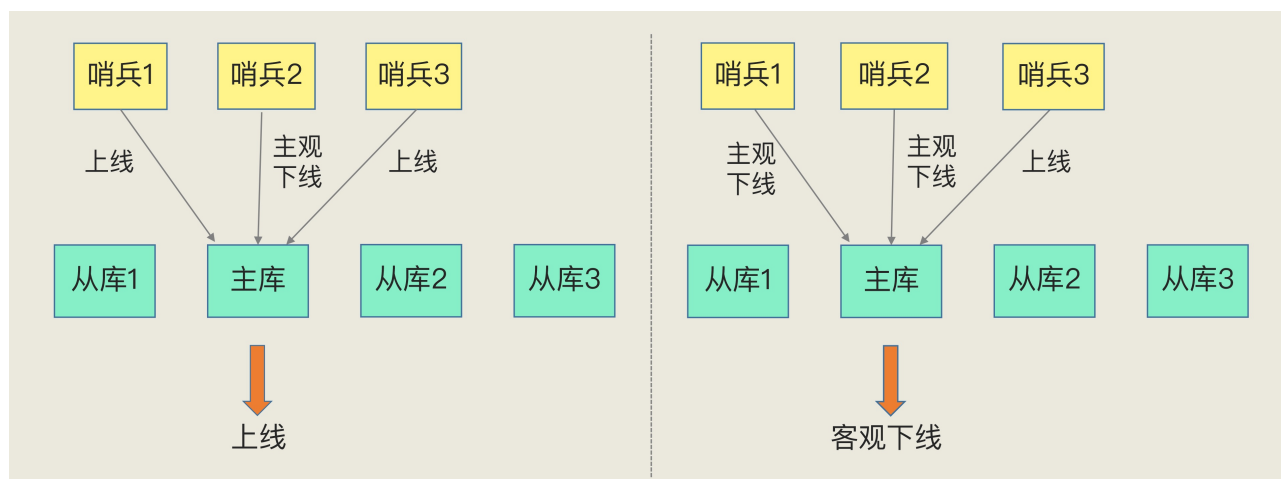 哨兵1
哨兵2
哨兵3
上线
主观
下线
上线
从库1
主库
从库2
从库3
上线
哨兵1
哨兵2
哨兵3
主观
下线
主观
下线
上线
从库1
主库
从库2
从库3
客观下线